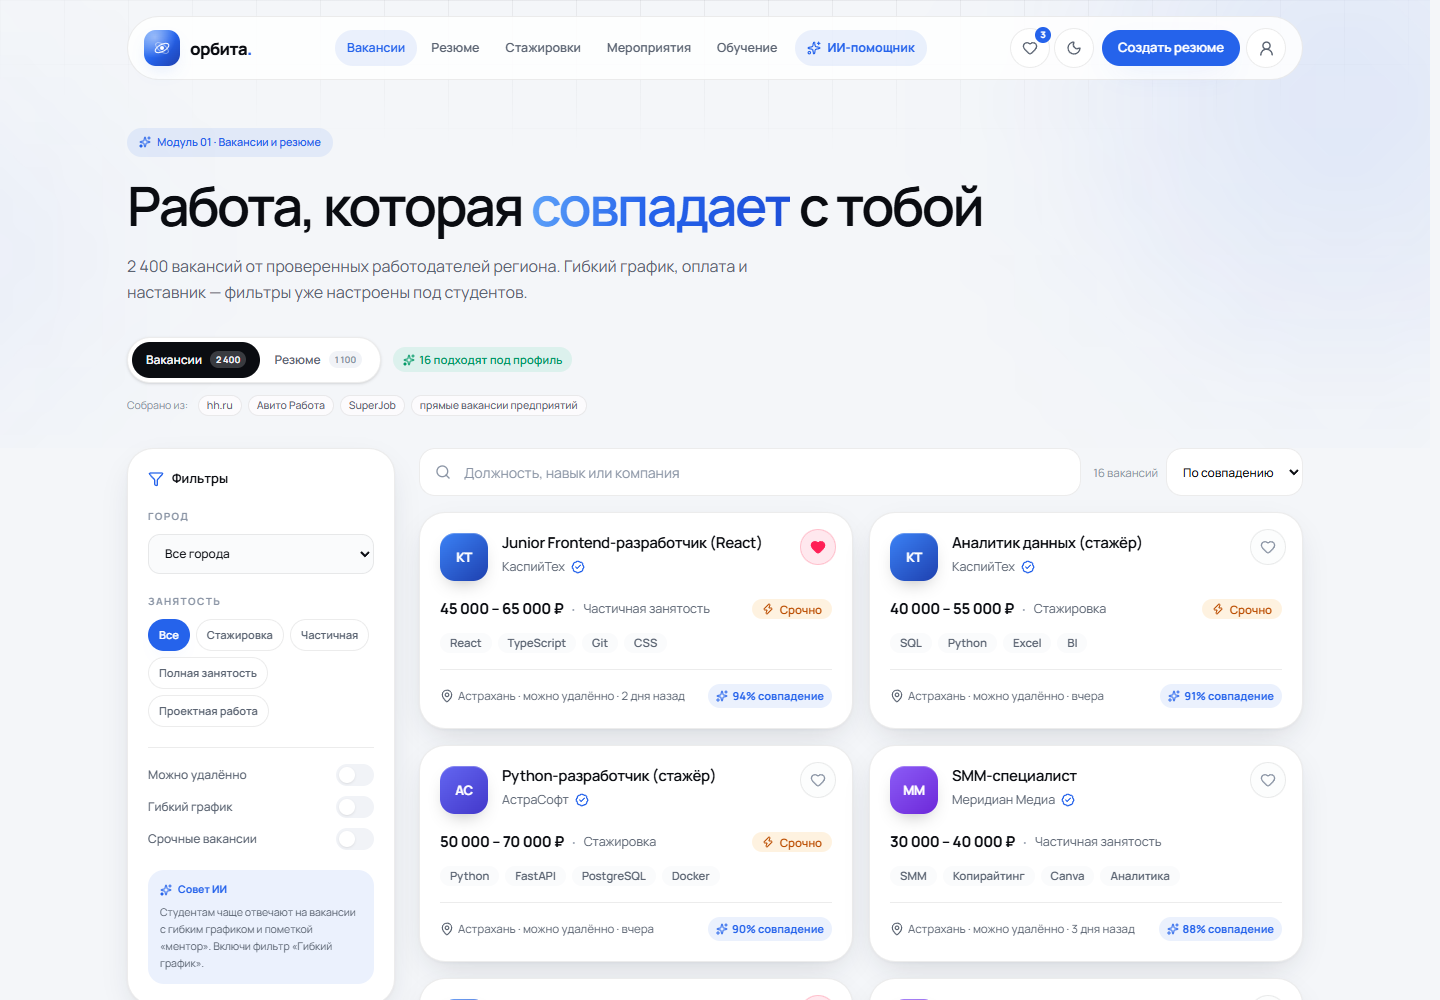 орбита.
Вакансии
Резюме
Стажировки
Мероприятия
Обучение
ИИ-помощник
3
Создать резюме
Модуль 01 · Вакансии и резюме
Работа, которая совпадает с тобой
2 400 вакансий от проверенных работодателей региона. Гибкий график, оплата и
наставник — фильтры уже настроены под студентов.
Вакансии 2 400
Резюме 1 100
16 подходят под профиль
Собрано из:
hh.ru
Авито Работа
SuperJob
прямые вакансии предприятий
Фильтры
ГОРОД
Все города
ЗАНЯТОСТЬ
Все
Стажировка
Частичная
Полная занятость
Проектная работа
Можно удалённо
Гибкий график
Срочные вакансии
Совет ИИ
Студентам чаще отвечают на вакансии
с гибким графиком и пометкой
«ментор». Включи фильтр «Гибкий
график».
Должность, навык или компания
16 вакансий
По совпадению
КТ
Junior Frontend-разработчик (React)
КаспийТех
45 000 – 65 000 ₽ · Частичная занятость
Срочно
React
TypeScript
Git
CSS
Астрахань · можно удалённо · 2 дня назад
94% совпадение
КТ
Аналитик данных (стажёр)
КаспийТех
40 000 – 55 000 ₽ · Стажировка
Срочно
SQL
Python
Excel
BI
Астрахань · можно удалённо · вчера
91% совпадение
АС
Python-разработчик (стажёр)
АстраСофт
50 000 – 70 000 ₽ · Стажировка
Срочно
Python
FastAPI
PostgreSQL
Docker
Астрахань · можно удалённо · вчера
90% совпадение
ММ
SMM-специалист
Меридиан Медиа
30 000 – 40 000 ₽ · Частичная занятость
SMM
Копирайтинг
Canva
Аналитика
Астрахань · можно удалённо · 3 дня назад
88% совпадение